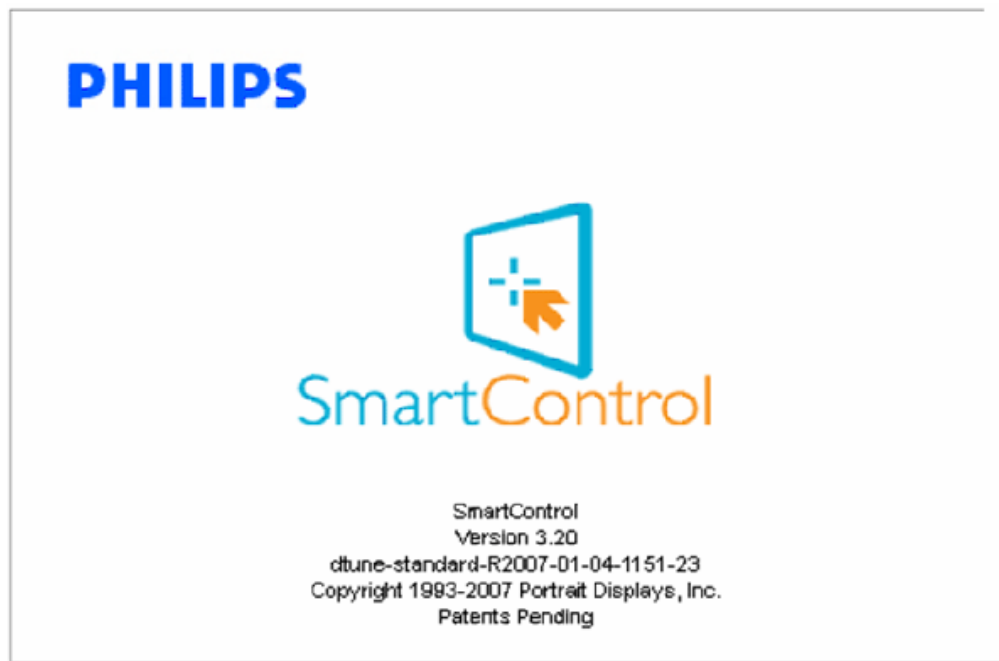 PHILIPS
SmartControl
SmartControl
Version 3.20
dtune-standard-R2007-01-04-1151-23
Copyright 1993-2007 Portrait Displays, Inc.
Patents Pending